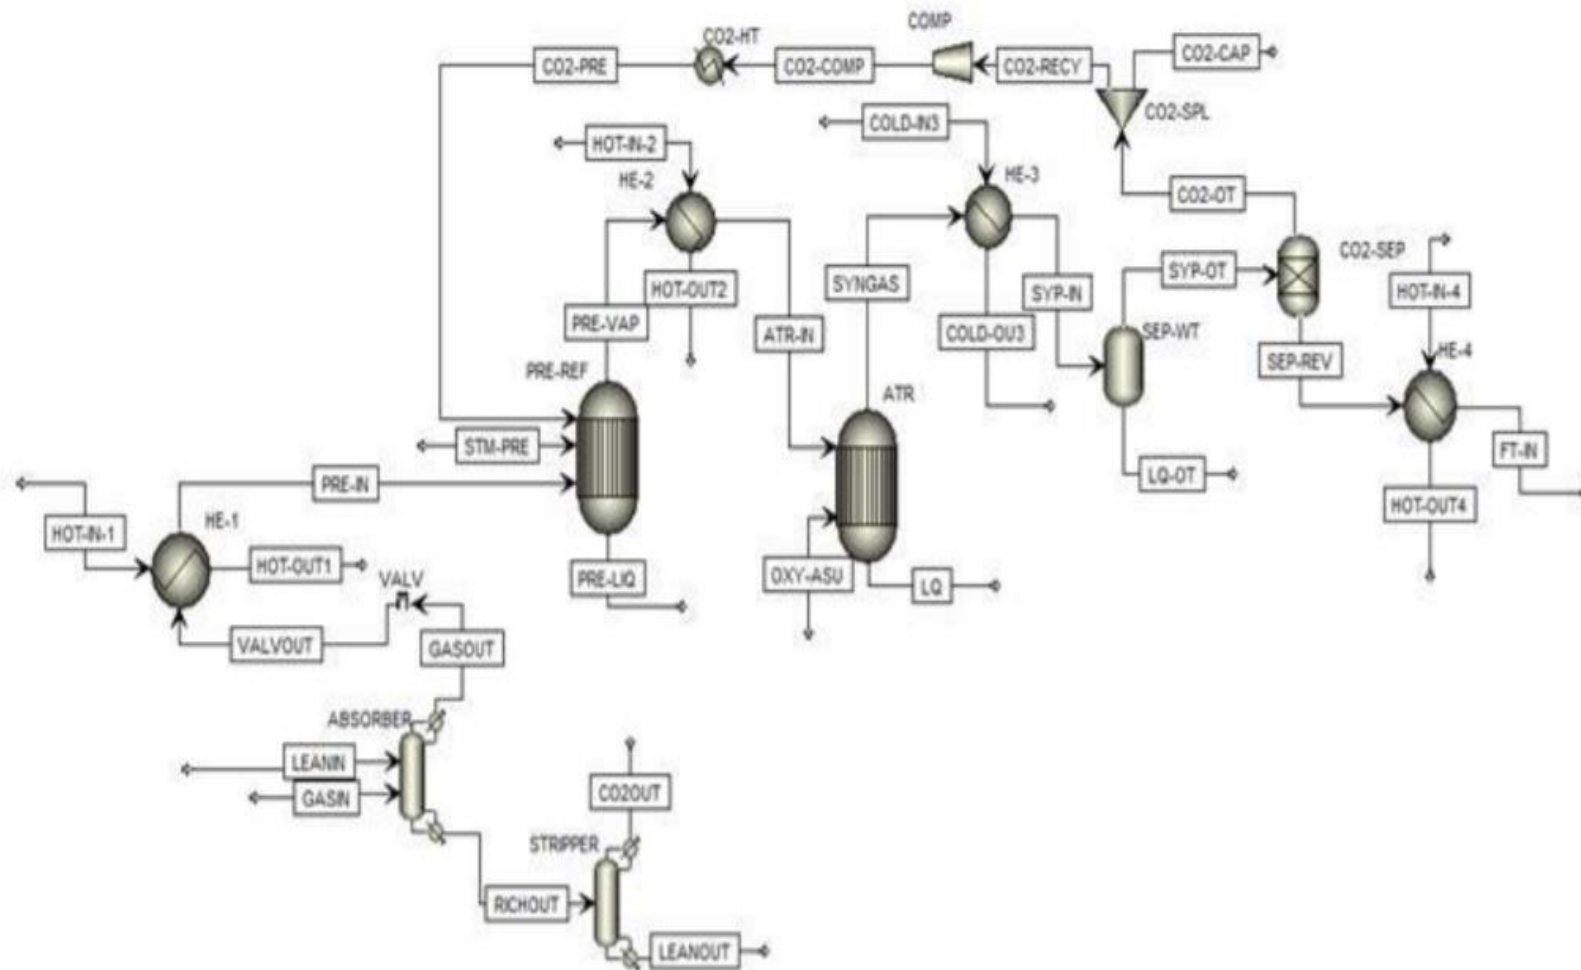 COMP
CO2-HT
CO2-PRE
CO2-COMP
CO2-RECY
CO2-CAP
CO2-SPL
HOT-IN-2
COLD-IN3
HE-2
HE-3
CO2-OT
HOT-OUT2
SYNGAS
SYP-IN
SYP-OT
CO2-SEP
HOT-IN-4
PRE-VAP
ATR-IN
COLD-OU3
SEP-WT
SEP-REV
HE-4
PRE-REF
ATR
STM-PRE
LQ-OT
FT-IN
PRE-IN
HOT-IN-1
HE-1
HOT-OUT1
HOT-OUT4
VALV
PRE-LIQ
OXY-ASU
LQ
VALVOUT
GASOUT
ABSORBER
LEANIN
GASIN
CO2OUT
STRIPPER
RICHOUT
LEANOUT